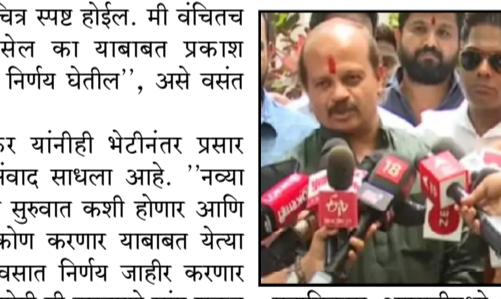 चित्र स्पष्ट होईल. मी वंचितच
सेल का याबाबत प्रकाश
निर्णय घेतील'', असे वसंत
यांनीही भेटीनंतर प्रसार
संवाद साधला आहे. ''नव्या
सुरुवात कशी होणार आणि
कोण करणार याबाबत येत्या
वसात निर्णय जाहीर करणार
18
ZEE